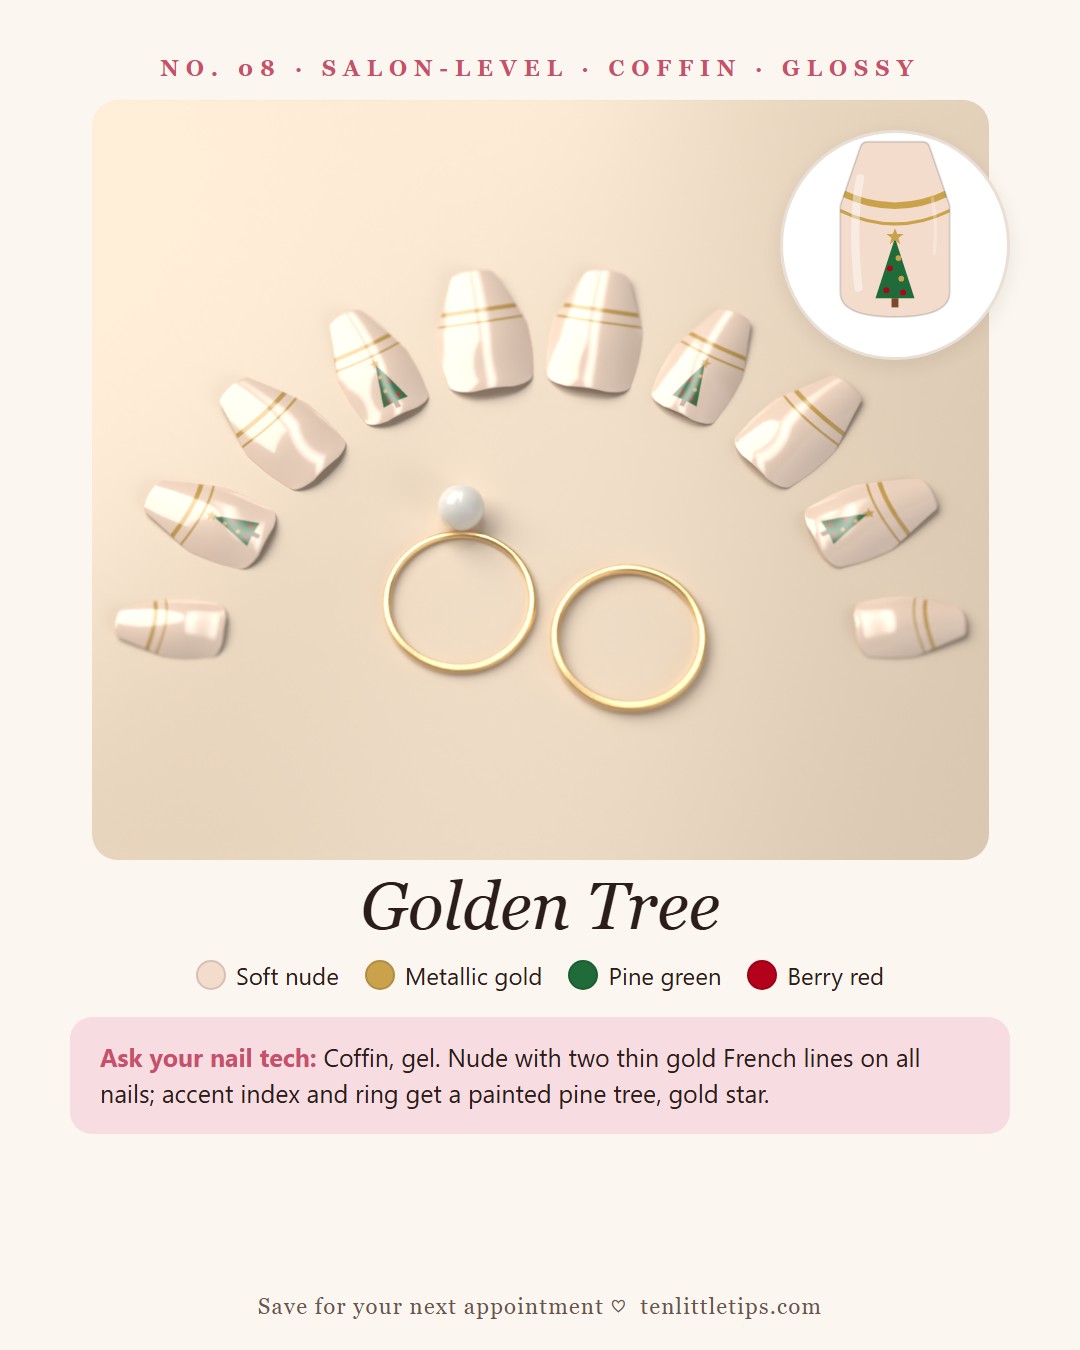 NO. 08 · SALON-LEVEL · COFFIN · GLOSSY
Golden Tree
Soft nude Metallic gold Pine green Berry red
Ask your nail tech: Coffin, gel. Nude with two thin gold French lines on all
nails; accent index and ring get a painted pine tree, gold star.
Save for your next appointment ♡ tenlittletips.com